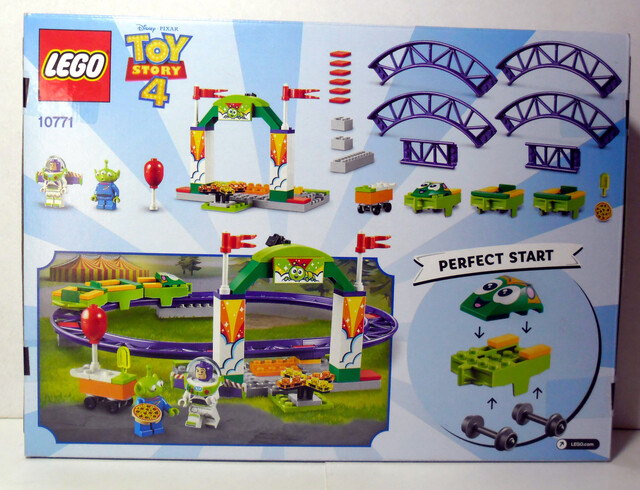 LEGO
Disney · PIXAR
TOY
STORY
4
10771
PERFECT START
LEGO.com